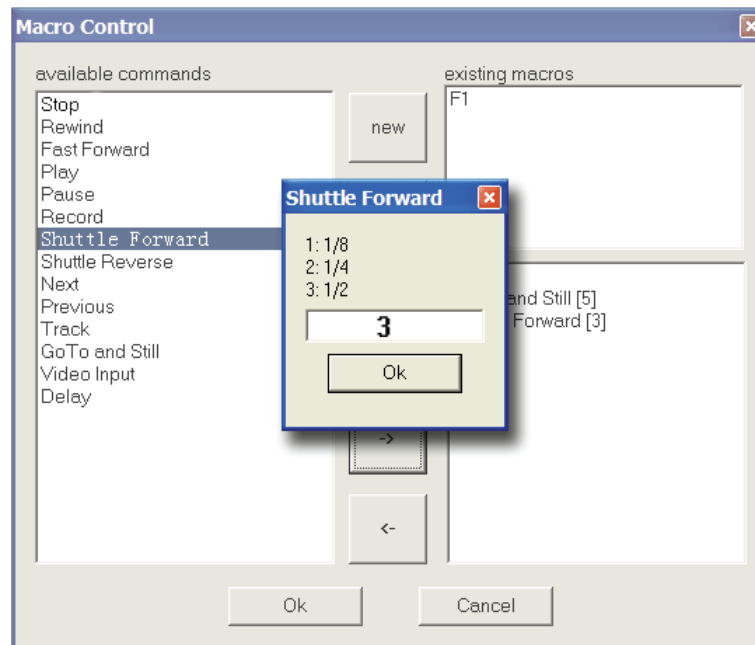 Macro Control
available commands
existing macros
Stop
Rewind
Fast Forward
Play
Pause
Record
Shuttle Forward
Shuttle Reverse
Next
Previous
Track
GoTo and Still
Video Input
Delay
new
F1
Shuttle Forward
1: 1/8
2: 1/4
3: 1/2
3
Ok
and Still [5]
Forward [3]
->
<-
Ok
Cancel